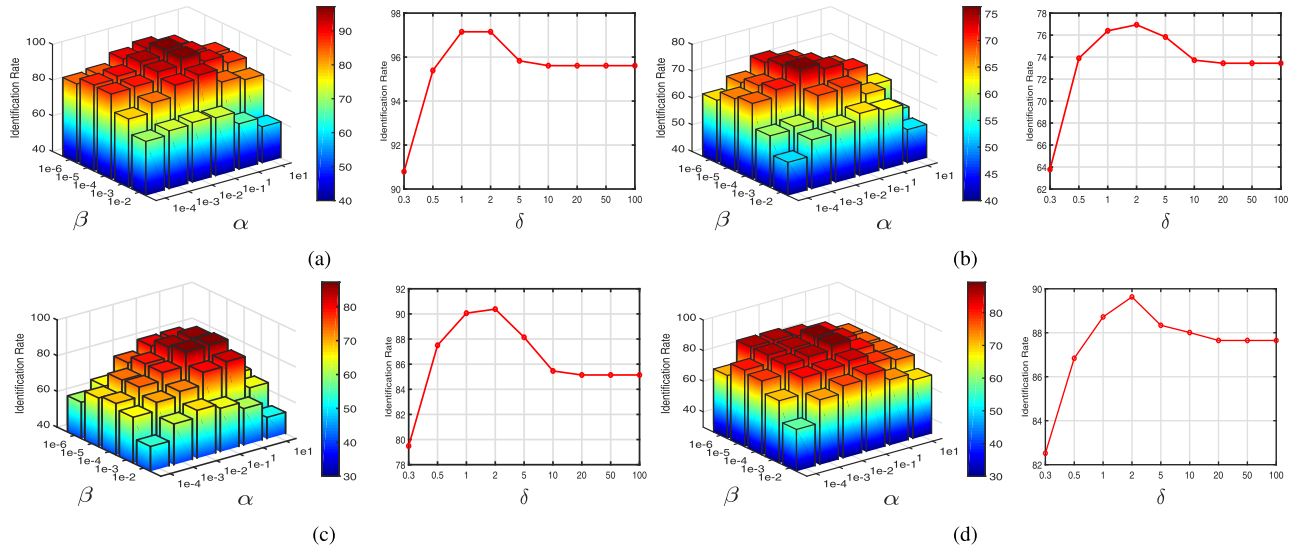 100
80
60
40
Identification Rate
1e-6
1e-5
1e-4
1e-3
1e-2
β
1e-4
1e-3
1e-2
1e-1
1e1
α
90
80
70
60
50
40
98
96
94
92
90
Identification Rate
0.3 0.5 1 2 5 10 20 50 100
δ
(a)
80
70
60
50
40
Identification Rate
1e-6
1e-5
1e-4
1e-3
1e-2
β
1e-4
1e-3
1e-2
1e-1
1e1
α
75
70
65
60
55
50
45
40
78
76
74
72
70
68
66
64
62
Identification Rate
0.3 0.5 1 2 5 10 20 50 100
δ
(b)
100
80
60
40
Identification Rate
1e-6
1e-5
1e-4
1e-3
1e-2
β
1e-4
1e-3
1e-2
1e-1
1e1
α
80
70
60
50
40
30
92
90
88
86
84
82
80
78
Identification Rate
0.3 0.5 1 2 5 10 20 50 100
δ
(c)
100
80
60
40
Identification Rate
1e-6
1e-5
1e-4
1e-3
1e-2
β
1e-4
1e-3
1e-2
1e-1
1e1
α
80
70
60
50
40
30
90
88
86
84
82
Identification Rate
0.3 0.5 1 2 5 10 20 50 100
δ
(d)